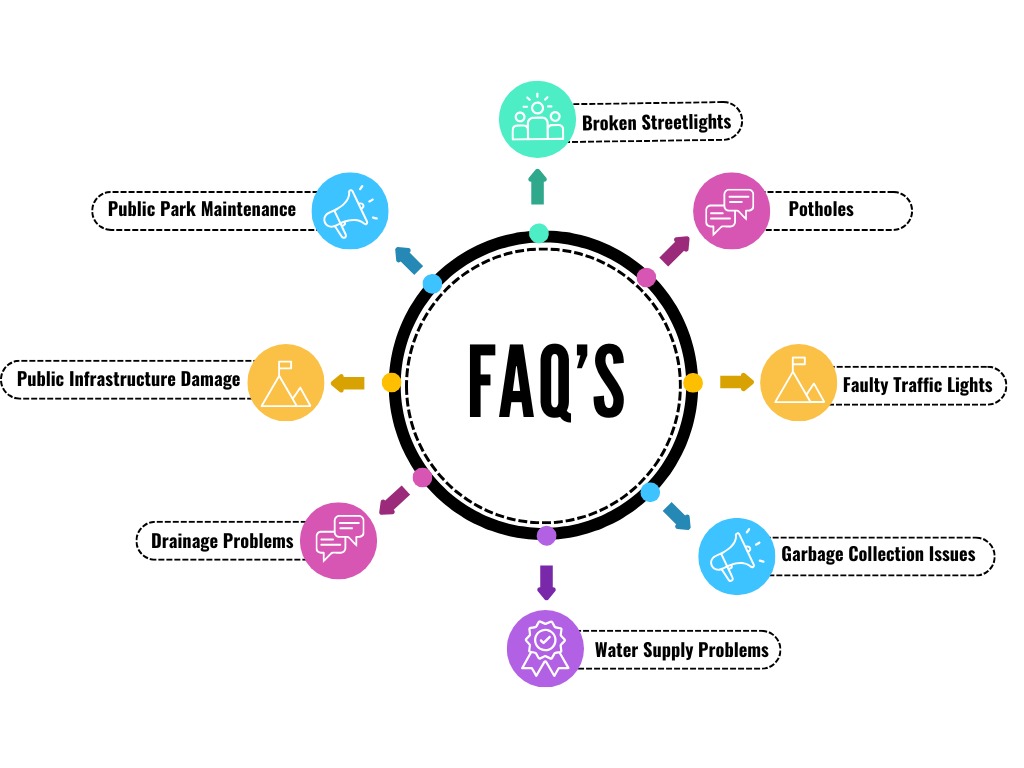 Broken Streetlights
Public Park Maintenance
Potholes
FAQ'S
Public Infrastructure Damage
Faulty Traffic Lights
Drainage Problems
Garbage Collection Issues
Water Supply Problems